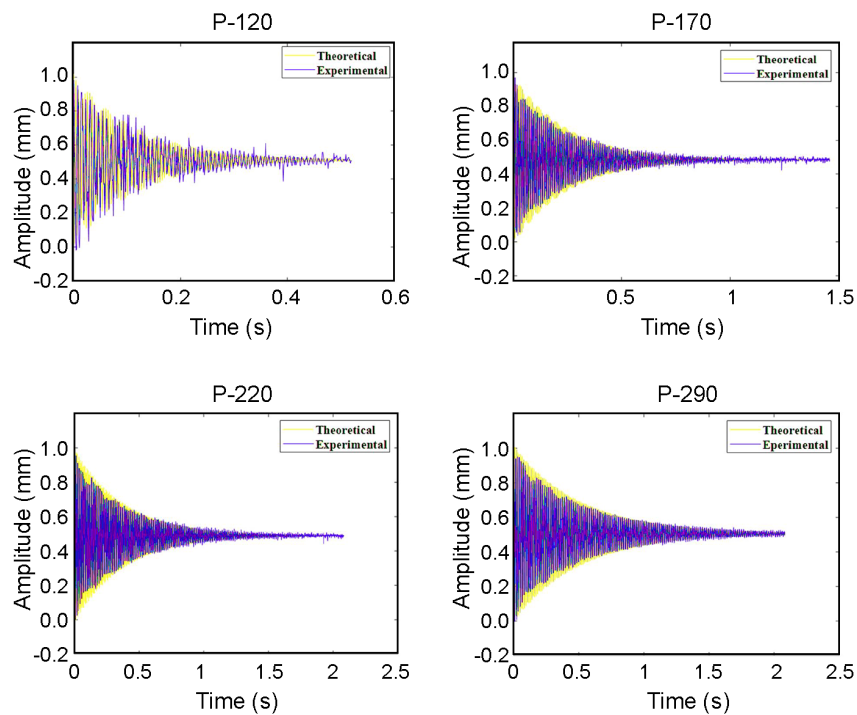 P-120
Theoretical
Experimental
1.0
0.8
0.6
0.4
0.2
0.0
-0.2
Amplitude (mm)
0
0.2
0.4
0.6
Time (s)
P-170
Theoretical
Experimental
1.0
0.8
0.6
0.4
0.2
0.0
-0.2
Amplitude (mm)
0.5
1
1.5
Time (s)
P-220
Theoretical
Experimental
1.0
0.8
0.6
0.4
0.2
0.0
-0.2
Amplitude (mm)
0
0.5
1
1.5
2
2.5
Time (s)
P-290
Theoretical
Eperimental
1.0
0.8
0.6
0.4
0.2
0.0
-0.2
Amplitude (mm)
0
0.5
1
1.5
2
2.5
Time (s)